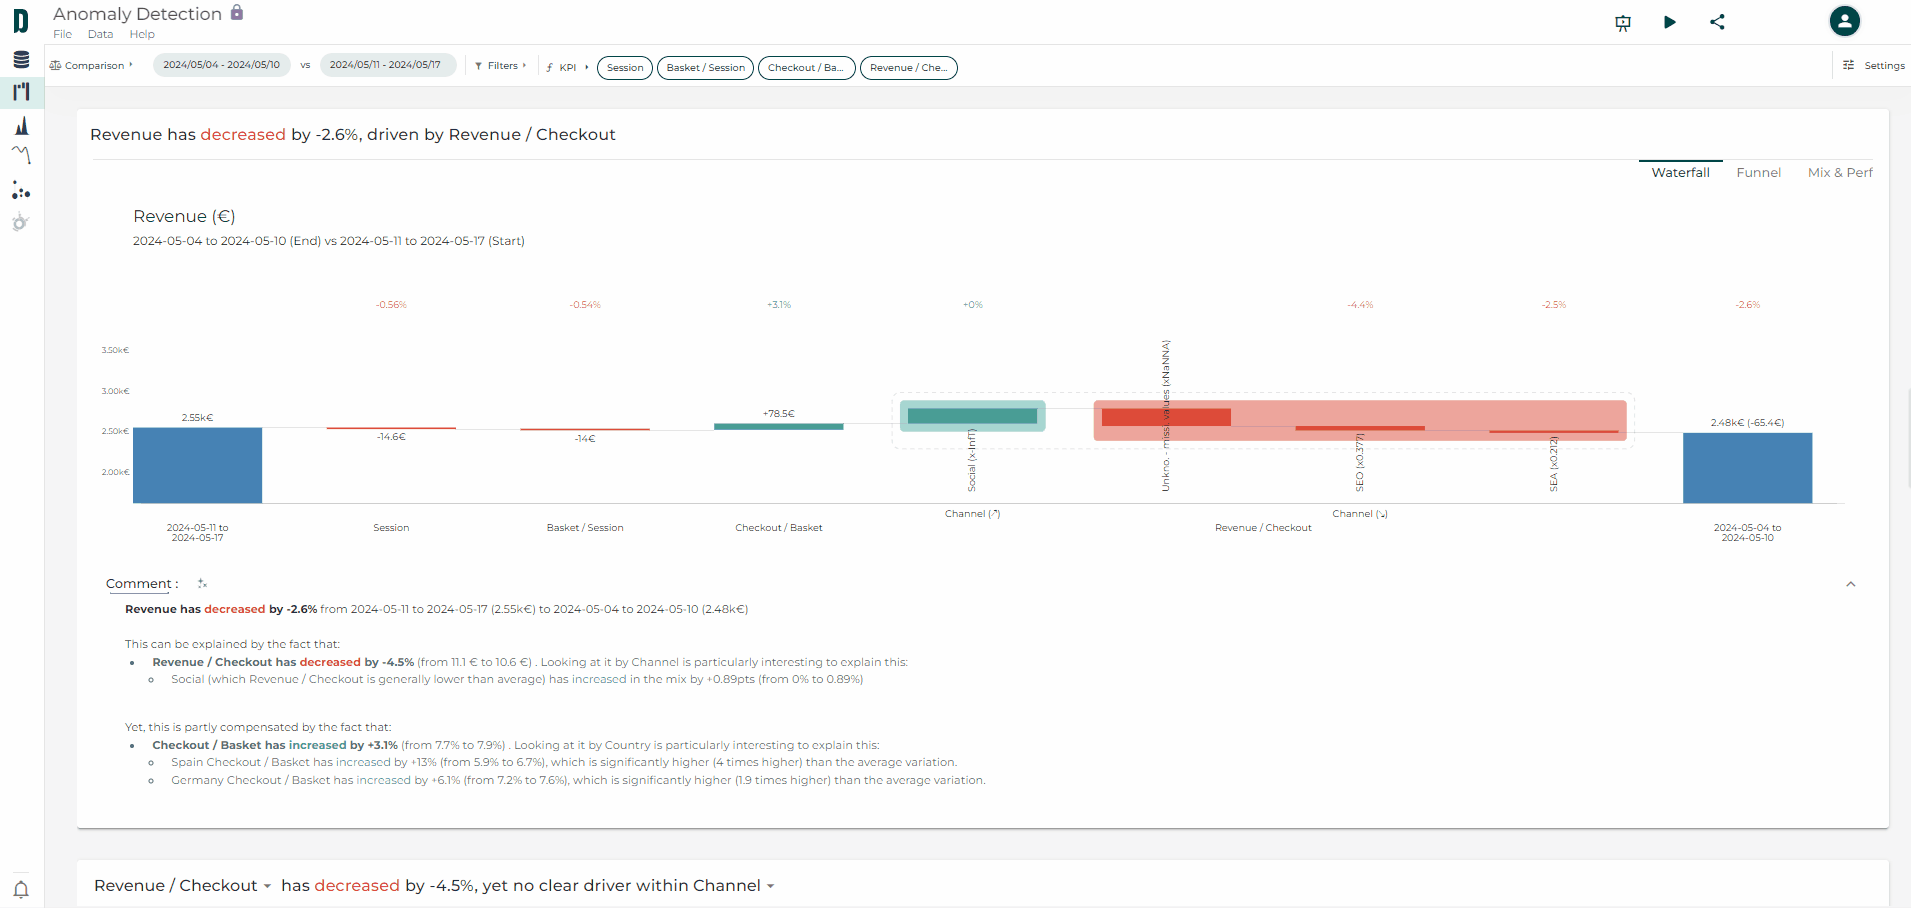 Anomaly Detection
File Data Help
Comparison 2024/05/04 - 2024/05/10 vs 2024/05/11 - 2024/05/17 Filters KPI Session Basket / Session Checkout / Ba... Revenue / Che... Settings
Revenue has decreased by -2.6%, driven by Revenue / Checkout
Waterfall Funnel Mix & Perf
Revenue (€)
2024-05-04 to 2024-05-10 (End) vs 2024-05-11 to 2024-05-17 (Start)
-0.56% -0.54% +3.1% +0% -4.4% -2.5% -2.6%
3.50k€
3.00k€
2.50k€
2.00k€
2.55k€
-14.6€
-14€
+78.5€
2.48k€ (-65.4€)
Social (x-InfT)
Unkno. - missi. values (xNaNNA)
SEO (x0.377)
SEA (x0.212)
Channel (↗) Channel (↘)
2024-05-11 to
2024-05-17
Session
Basket / Session
Checkout / Basket
Revenue / Checkout
2024-05-04 to
2024-05-10
Comment :
Revenue has decreased by -2.6% from 2024-05-11 to 2024-05-17 (2.55k€) to 2024-05-04 to 2024-05-10 (2.48k€)
This can be explained by the fact that:
Revenue / Checkout has decreased by -4.5% (from 11.1 € to 10.6 €) . Looking at it by Channel is particularly interesting to explain this:
Social (which Revenue / Checkout is generally lower than average) has increased in the mix by +0.89pts (from 0% to 0.89%)
Yet, this is partly compensated by the fact that:
Checkout / Basket has increased by +3.1% (from 7.7% to 7.9%) . Looking at it by Country is particularly interesting to explain this:
Spain Checkout / Basket has increased by +13% (from 5.9% to 6.7%), which is significantly higher (4 times higher) than the average variation.
Germany Checkout / Basket has increased by +6.1% (from 7.2% to 7.6%), which is significantly higher (1.9 times higher) than the average variation.
Revenue / Checkout has decreased by -4.5%, yet no clear driver within Channel